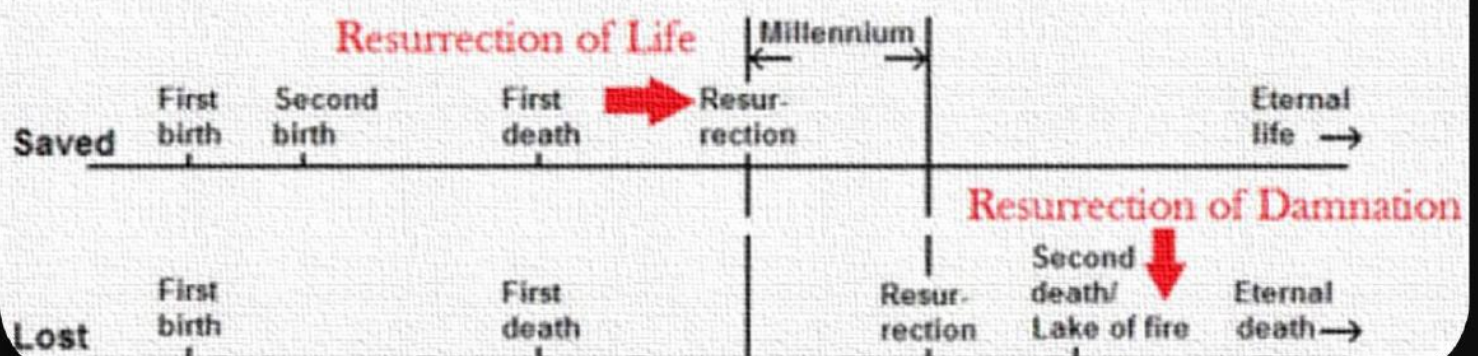 Resurrection of Life
Millennium
First
birth
Second
birth
First
death
Resur-
rection
Eternal
life
Saved
Resurrection of Damnation
First
birth
First
death
Resur-
rection
Second
death/
Lake of fire
Eternal
death
Lost